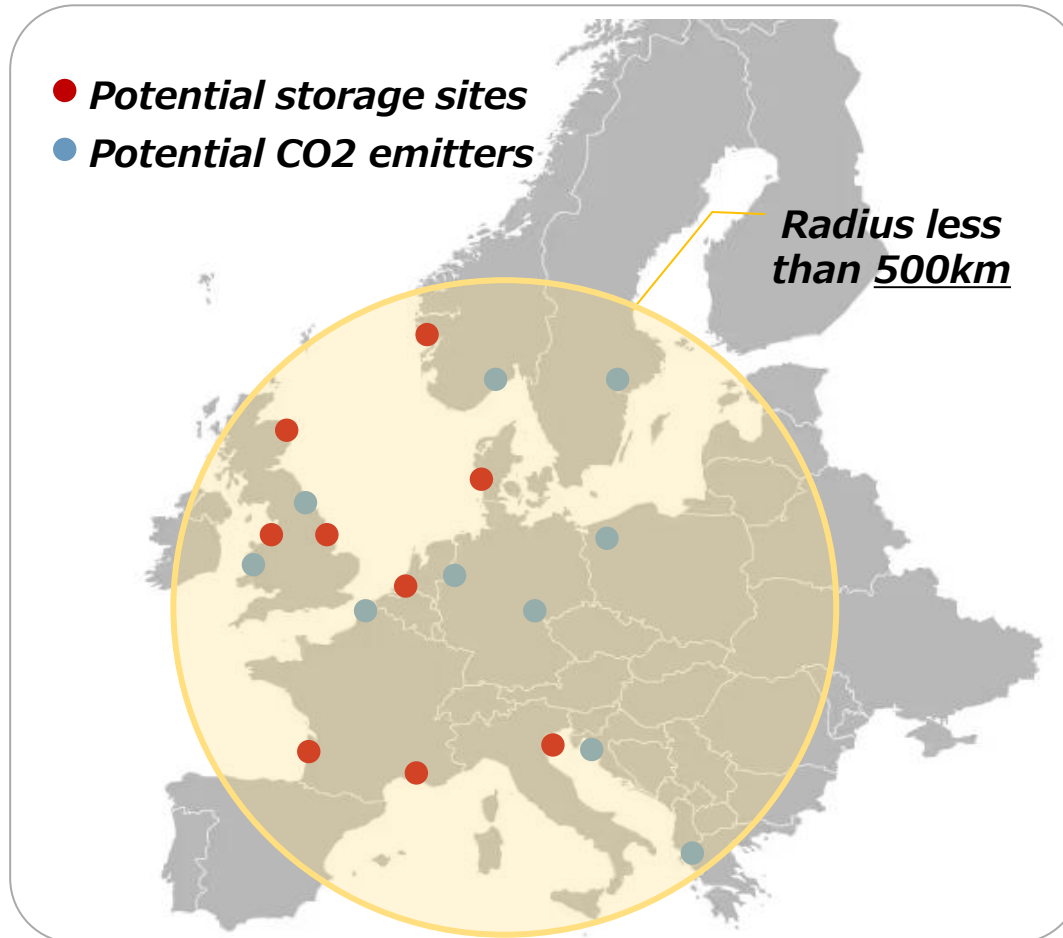 Potential storage sites
Potential CO2 emitters
Radius less
than 500km